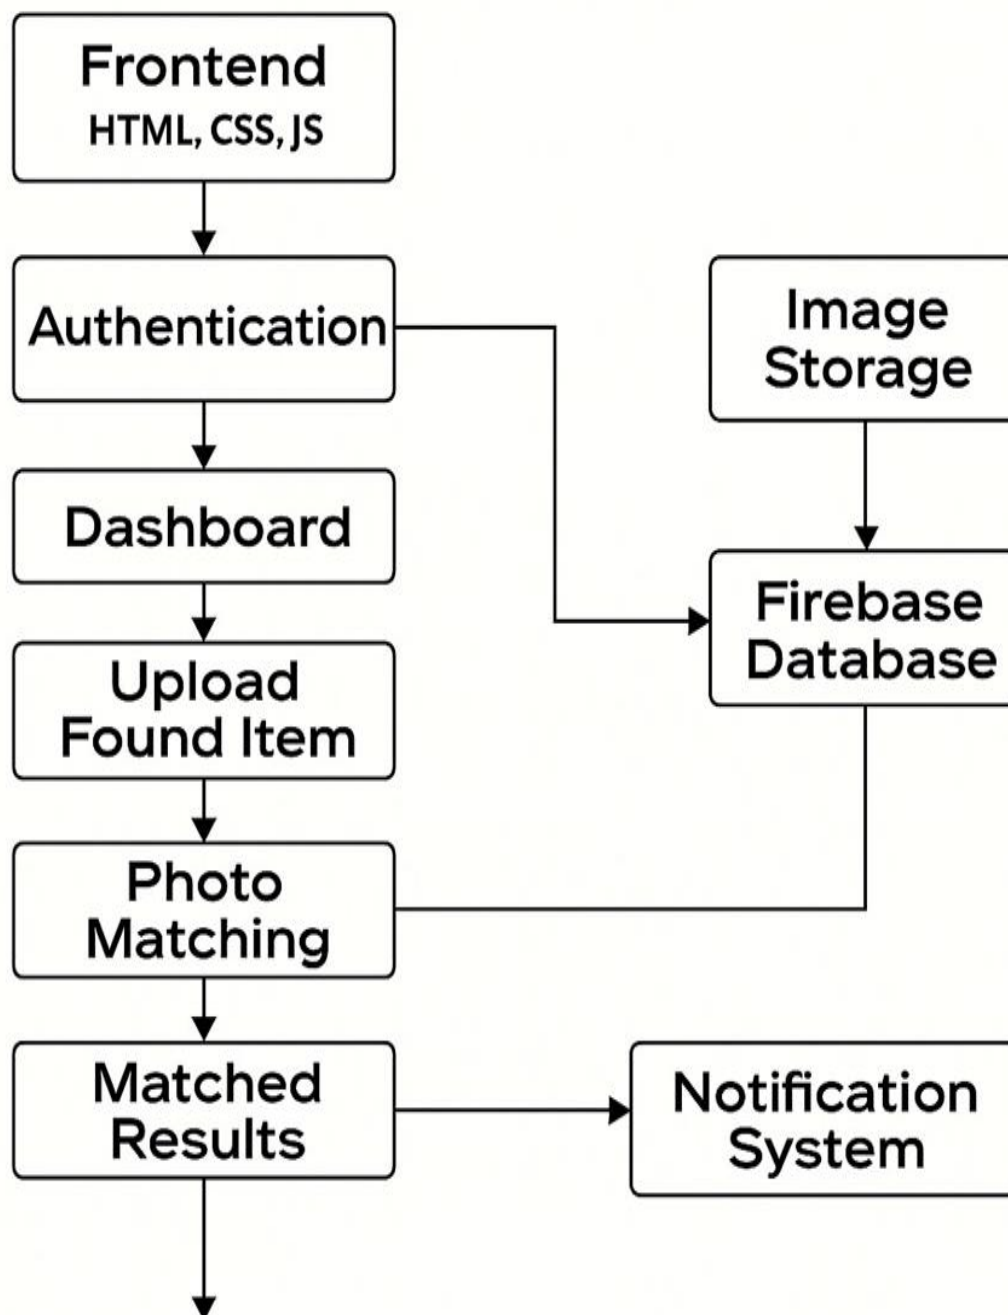 Frontend
HTML, CSS, JS
Authentication
Image
Storage
Dashboard
Firebase
Database
Upload
Found Item
Photo
Matching
Matched
Results
Notification
System